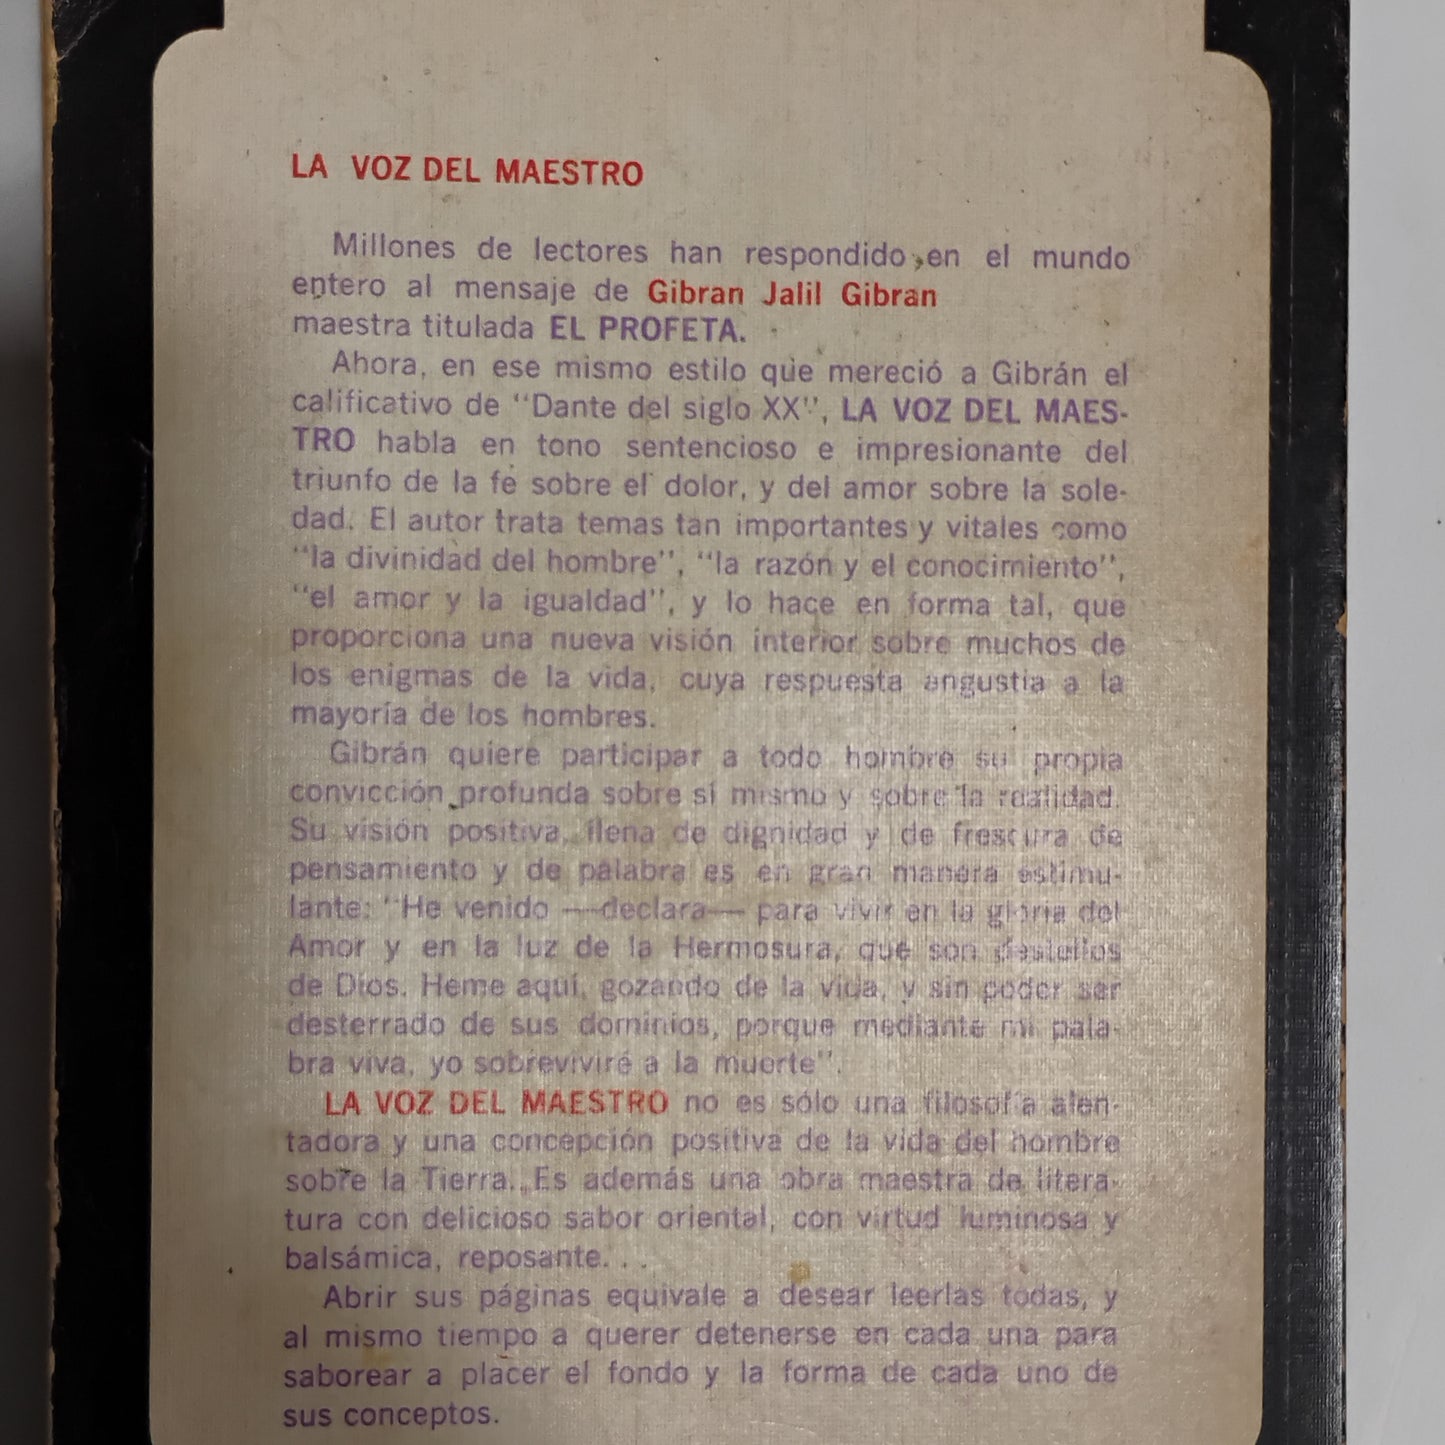 LA VOZ DEL MAESTRO
Millones de lectores han respondido en el mundo
entero al mensaje de Gibran Jalil Gibran
maestra titulada EL PROFETA.
Ahora, en ese mismo estilo que mereció a Gibrán el
calificativo de "Dante del siglo XX", LA VOZ DEL MAES-
TRO habla en tono sentencioso e impresionante del
triunfo de la fe sobre el dolor, y del amor sobre la sole-
dad. El autor trata temas tan importantes y vitales como
"la divinidad del hombre", "la razón y el conocimiento",
"el amor y la igualdad", y lo hace en forma tal, que
proporciona una nueva visión interior sobre muchos de
los enigmas de la vida, cuya respuesta angustia a la
mayoría de los hombres.
Gibrán quiere participar a todo hombre su propia
convicción profunda sobre sí mismo y sobre la realidad.
Su visión positiva, llena de dignidad y de frescura de
pensamiento y de palabra es en gran manera estimu-
lante: "He venido —declara— para vivir en la gloria del
Amor y en la luz de la Hermosura, que son destellos
de Dios. Heme aquí, gozando de la vida, y sin poder ser
desterrado de sus dominios, porque mediante mi pala-
bra viva, yo sobreviviré a la muerte".
LA VOZ DEL MAESTRO no es sólo una filosofía alen-
tadora y una concepción positiva de la vida del hombre
sobre la Tierra. Es además una obra maestra de litera-
tura con delicioso sabor oriental, con virtud luminosa y
balsámica, reposante. . .
Abrir sus páginas equivale a desear leerlas todas, y
al mismo tiempo a querer detenerse en cada una para
saborear a placer el fondo y la forma de cada uno de
sus conceptos.